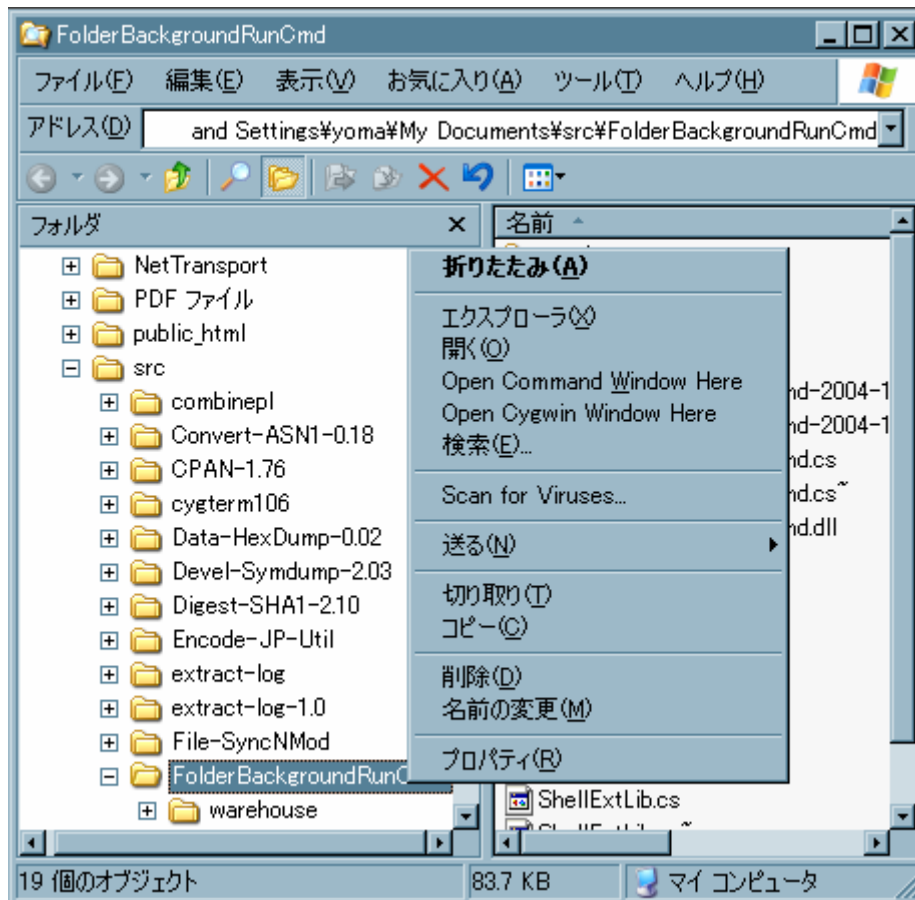 FolderBackgroundRunCmd
ファイル(F) 編集(E) 表示(V) お気に入り(A) ツール(T) ヘルプ(H)
アドレス(D) and Settings¥yoma¥My Documents¥src¥FolderBackgroundRunCmd
フォルダ
名前
NetTransport
PDF ファイル
public_html
src
combinepl
Convert-ASN1-0.18
CPAN-1.76
cygterm106
Data-HexDump-0.02
Devel-Symdump-2.03
Digest-SHA1-2.10
Encode-JP-Util
extract-log
extract-log-1.0
File-SyncNMod
FolderBackgroundRunC
warehouse
折りたたみ(A)
エクスプローラ(X)
開く(O)
Open Command Window Here
Open Cygwin Window Here
検索(E)...
Scan for Viruses...
送る(N)
切り取り(T)
コピー(C)
削除(D)
名前の変更(M)
プロパティ(R)
nd-2004-1
nd-2004-1
nd.cs
nd.cs~
nd.dll
ShellExtLib.cs
19 個のオブジェクト
83.7 KB
マイ コンピュータ